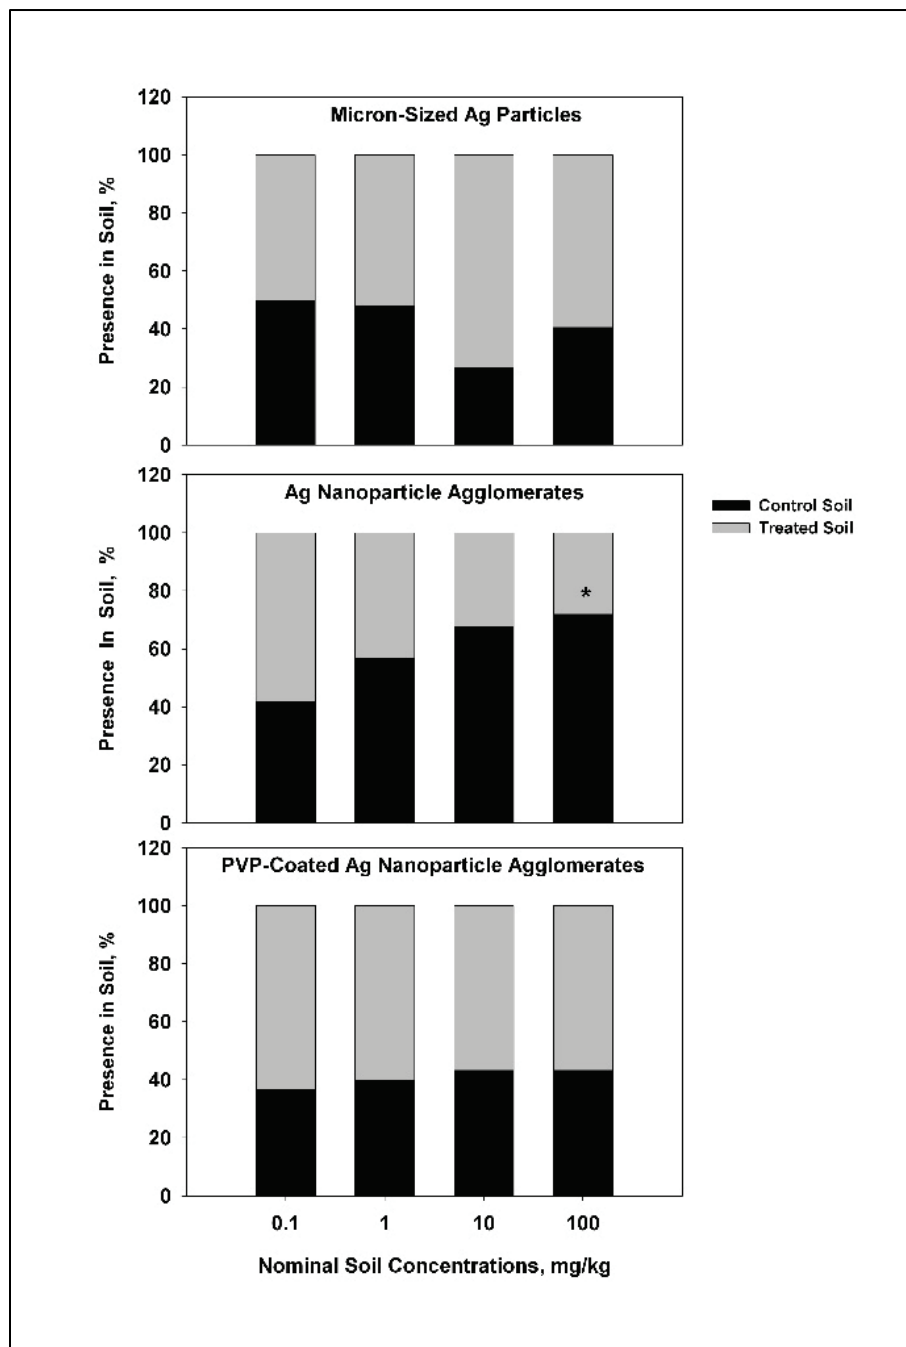 120
Micron-Sized Ag Particles
100
80
60
40
20
0
Presence in Soil, %
120
Ag Nanoparticle Agglomerates
100
80
*
60
40
20
0
Presence In Soil, %
Control Soil
Treated Soil
120
PVP-Coated Ag Nanoparticle Agglomerates
100
80
60
40
20
0
Presence in Soil, %
0.1 1 10 100
Nominal Soil Concentrations, mg/kg